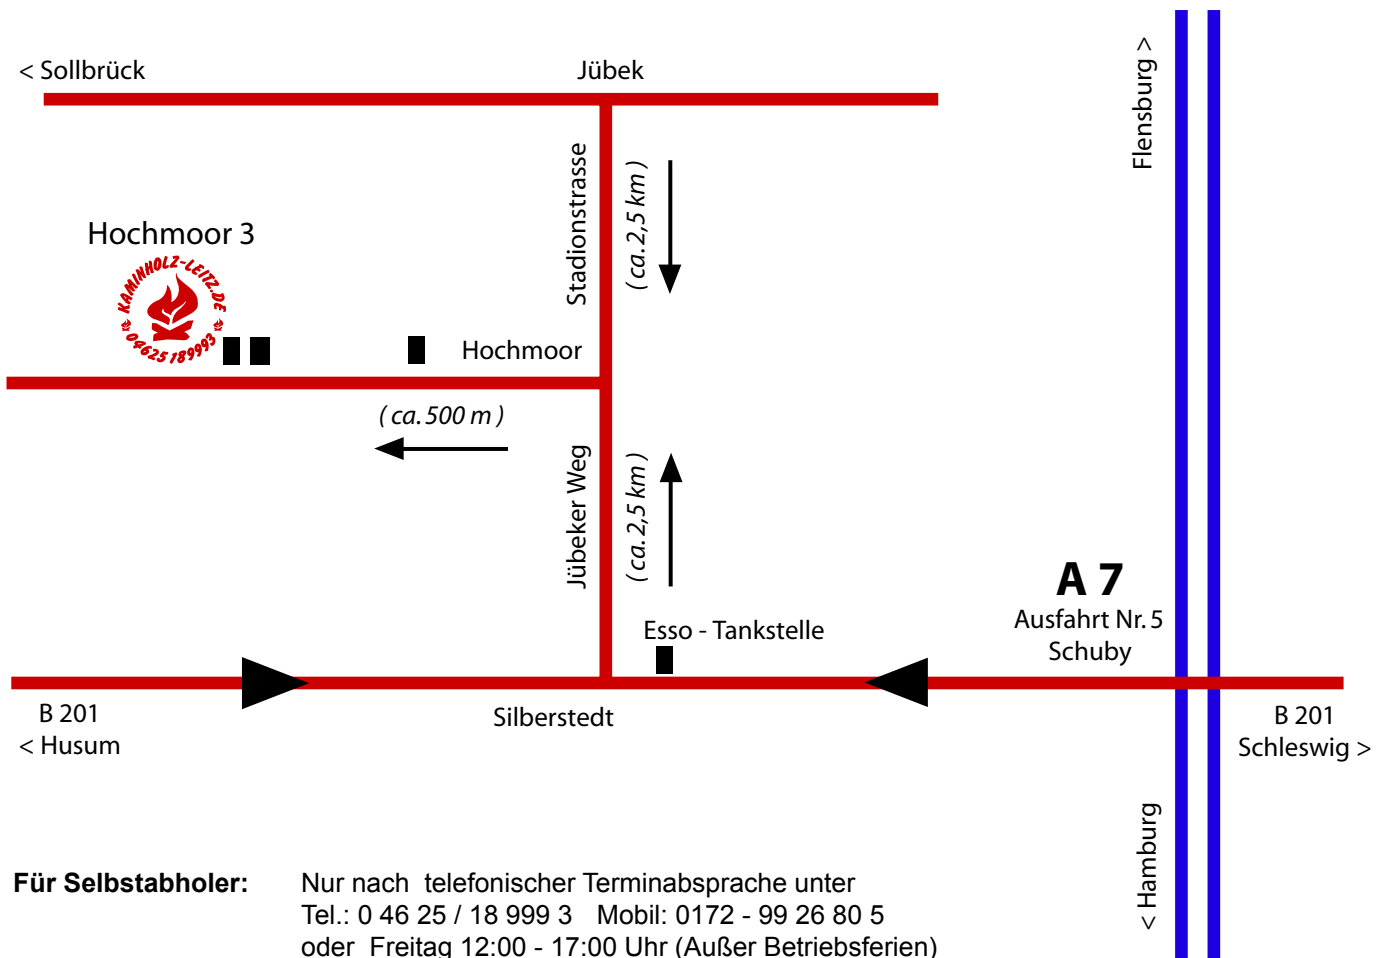 < Sollbrück
Jübek
Flensburg >
Stadionstrasse
( ca. 2,5 km )
Hochmoor 3
KAMINHOLZ-LEITZ.DE
04625 189993
Hochmoor
( ca. 500 m )
Jübeker Weg
( ca. 2,5 km )
A 7
Ausfahrt Nr. 5
Schuby
Esso - Tankstelle
B 201
< Husum
Silberstedt
B 201
Schleswig >
< Hamburg
Für Selbstabholer: Nur nach telefonischer Terminabsprache unter
Tel.: 0 46 25 / 18 999 3 Mobil: 0172 - 99 26 80 5
oder Freitag 12:00 - 17:00 Uhr (Außer Betriebsferien)